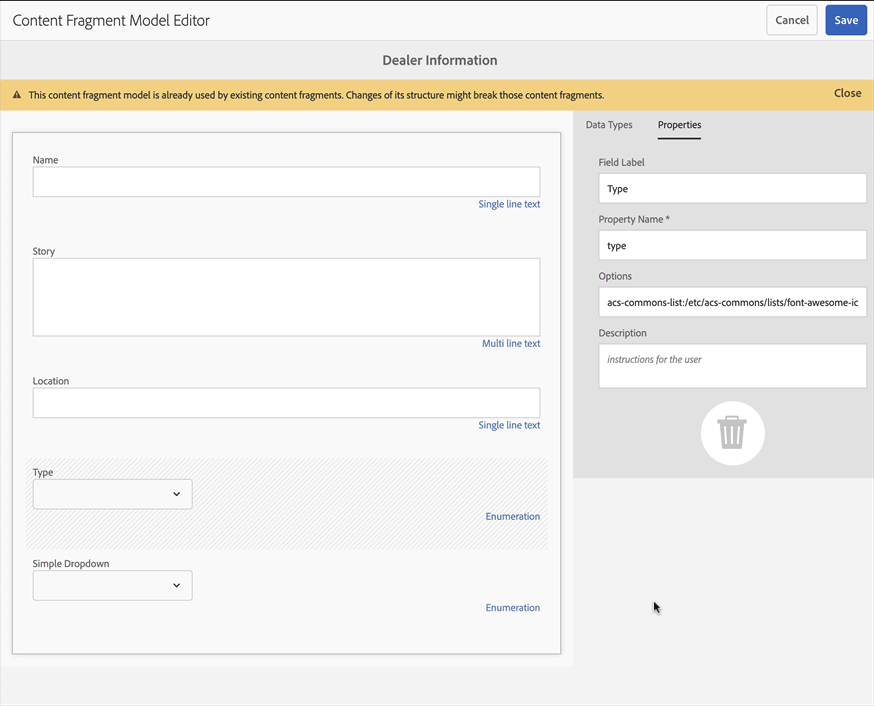 Content Fragment Model Editor
Cancel
Save
Dealer Information
This content fragment model is already used by existing content fragments. Changes of its structure might break those content fragments.
Close
Data Types
Properties
Name
Single line text
Story
Multi line text
Location
Single line text
Type
Enumeration
Simple Dropdown
Enumeration
Field Label
Type
Property Name *
type
Options
acs-commons-list:/etc/acs-commons/lists/font-awesome-ic
Description
instructions for the user